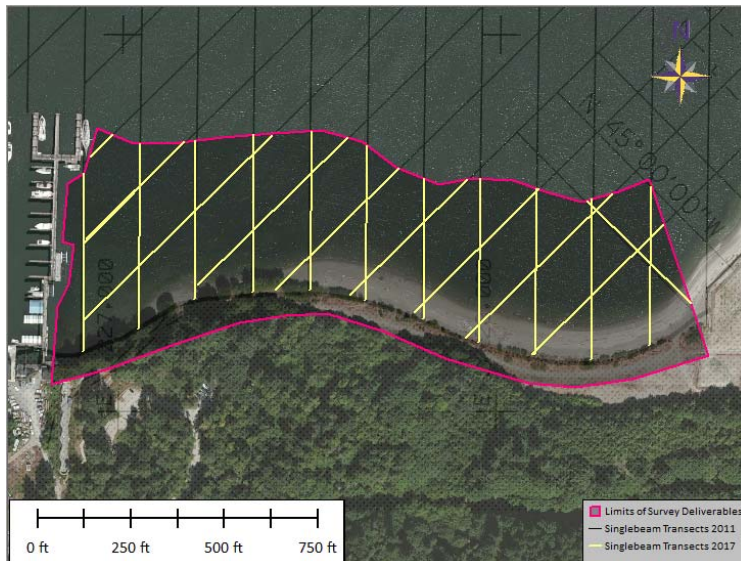 N
N 45°00'00"W
Limits of Survey Deliverables
Singlebeam Transects 2011
Singlebeam Transects 2017
0 ft 250 ft 500 ft 750 ft